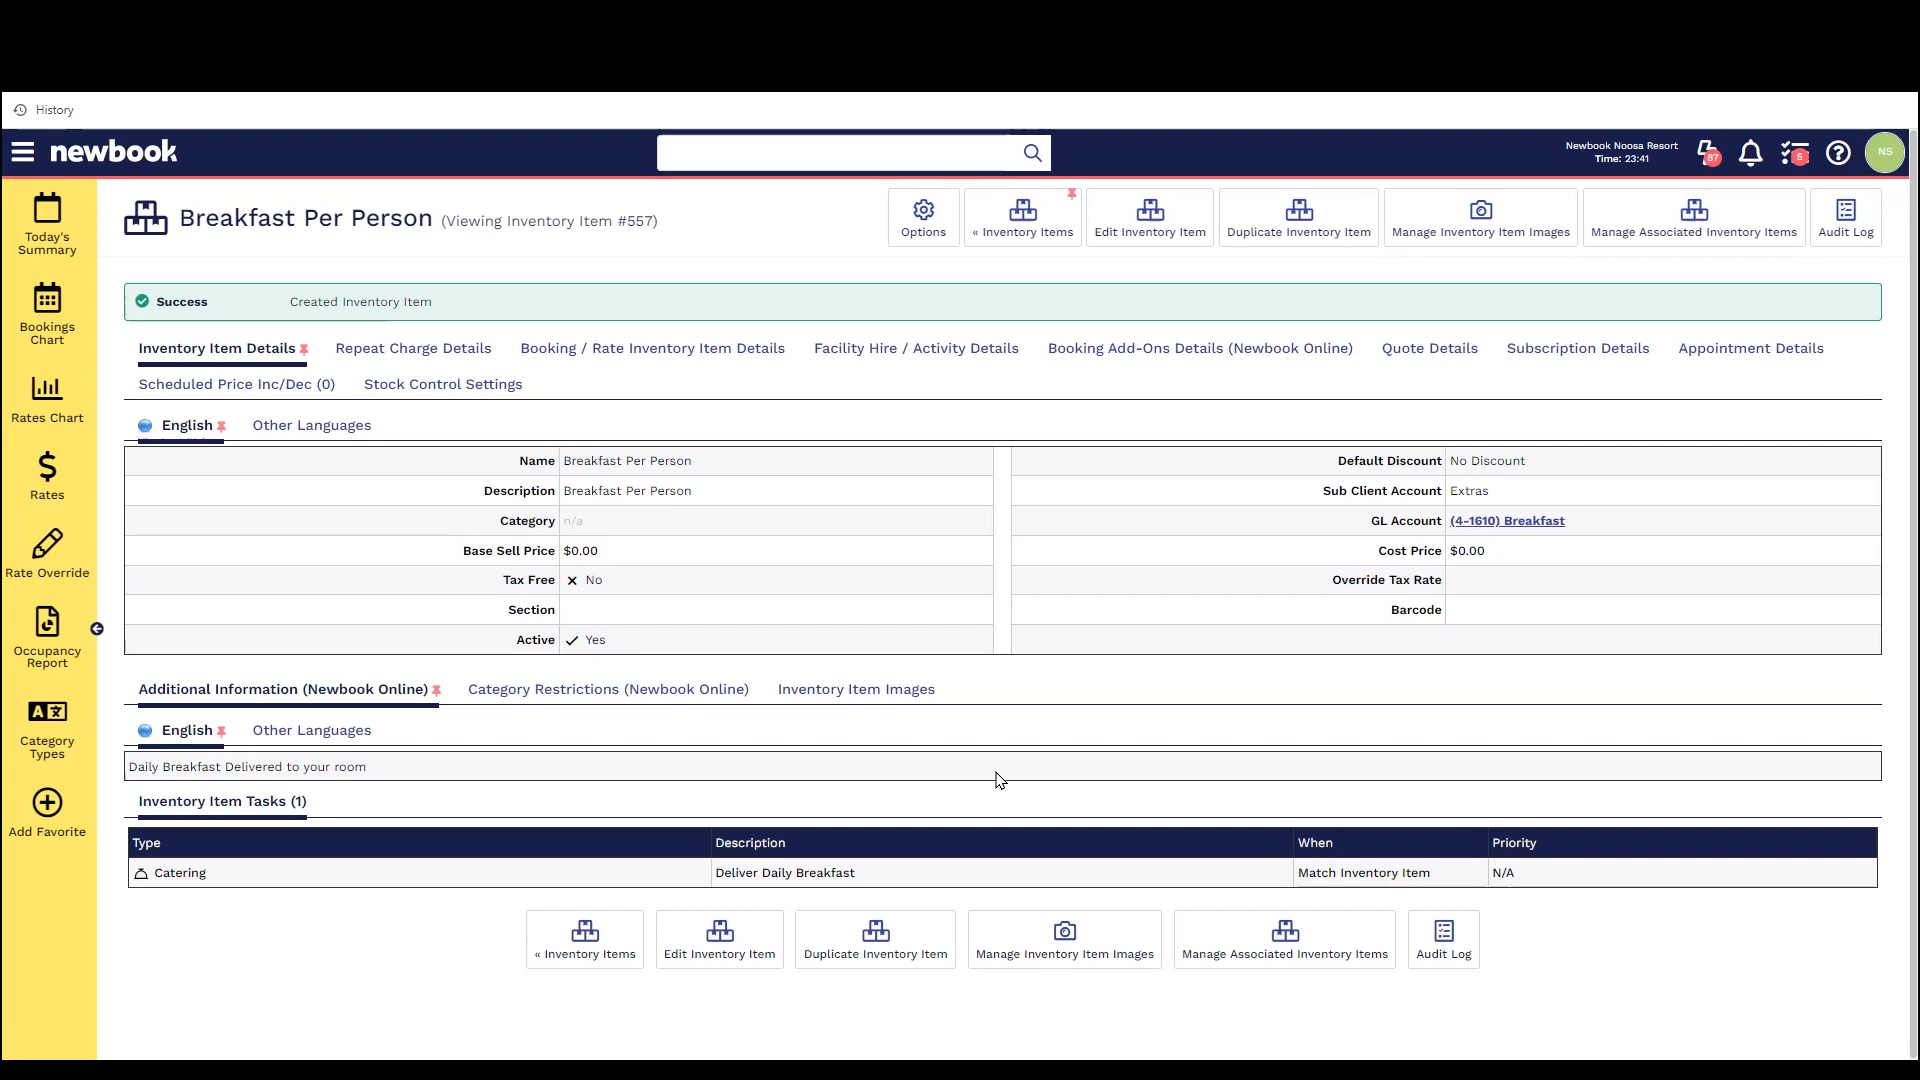 History
newbook
Newbook Noosa Resort
Time: 23:41
87
5
NS
Today's
Summary
Bookings
Chart
Rates Chart
Rates
Rate Override
Occupancy
Report
Category
Types
Add Favorite
Breakfast Per Person (Viewing Inventory Item #557)
Options
« Inventory Items
Edit Inventory Item
Duplicate Inventory Item
Manage Inventory Item Images
Manage Associated Inventory Items
Audit Log
Success Created Inventory Item
Inventory Item Details Repeat Charge Details Booking / Rate Inventory Item Details Facility Hire / Activity Details Booking Add-Ons Details (Newbook Online) Quote Details Subscription Details Appointment Details
Scheduled Price Inc/Dec (0) Stock Control Settings
English Other Languages
Name Breakfast Per Person Default Discount No Discount
Description Breakfast Per Person Sub Client Account Extras
Category n/a GL Account (4-1610) Breakfast
Base Sell Price $0.00 Cost Price $0.00
Tax Free No Override Tax Rate
Section Barcode
Active Yes
Additional Information (Newbook Online) Category Restrictions (Newbook Online) Inventory Item Images
English Other Languages
Daily Breakfast Delivered to your room
Inventory Item Tasks (1)
Type Description When Priority
Catering Deliver Daily Breakfast Match Inventory Item N/A
« Inventory Items
Edit Inventory Item
Duplicate Inventory Item
Manage Inventory Item Images
Manage Associated Inventory Items
Audit Log